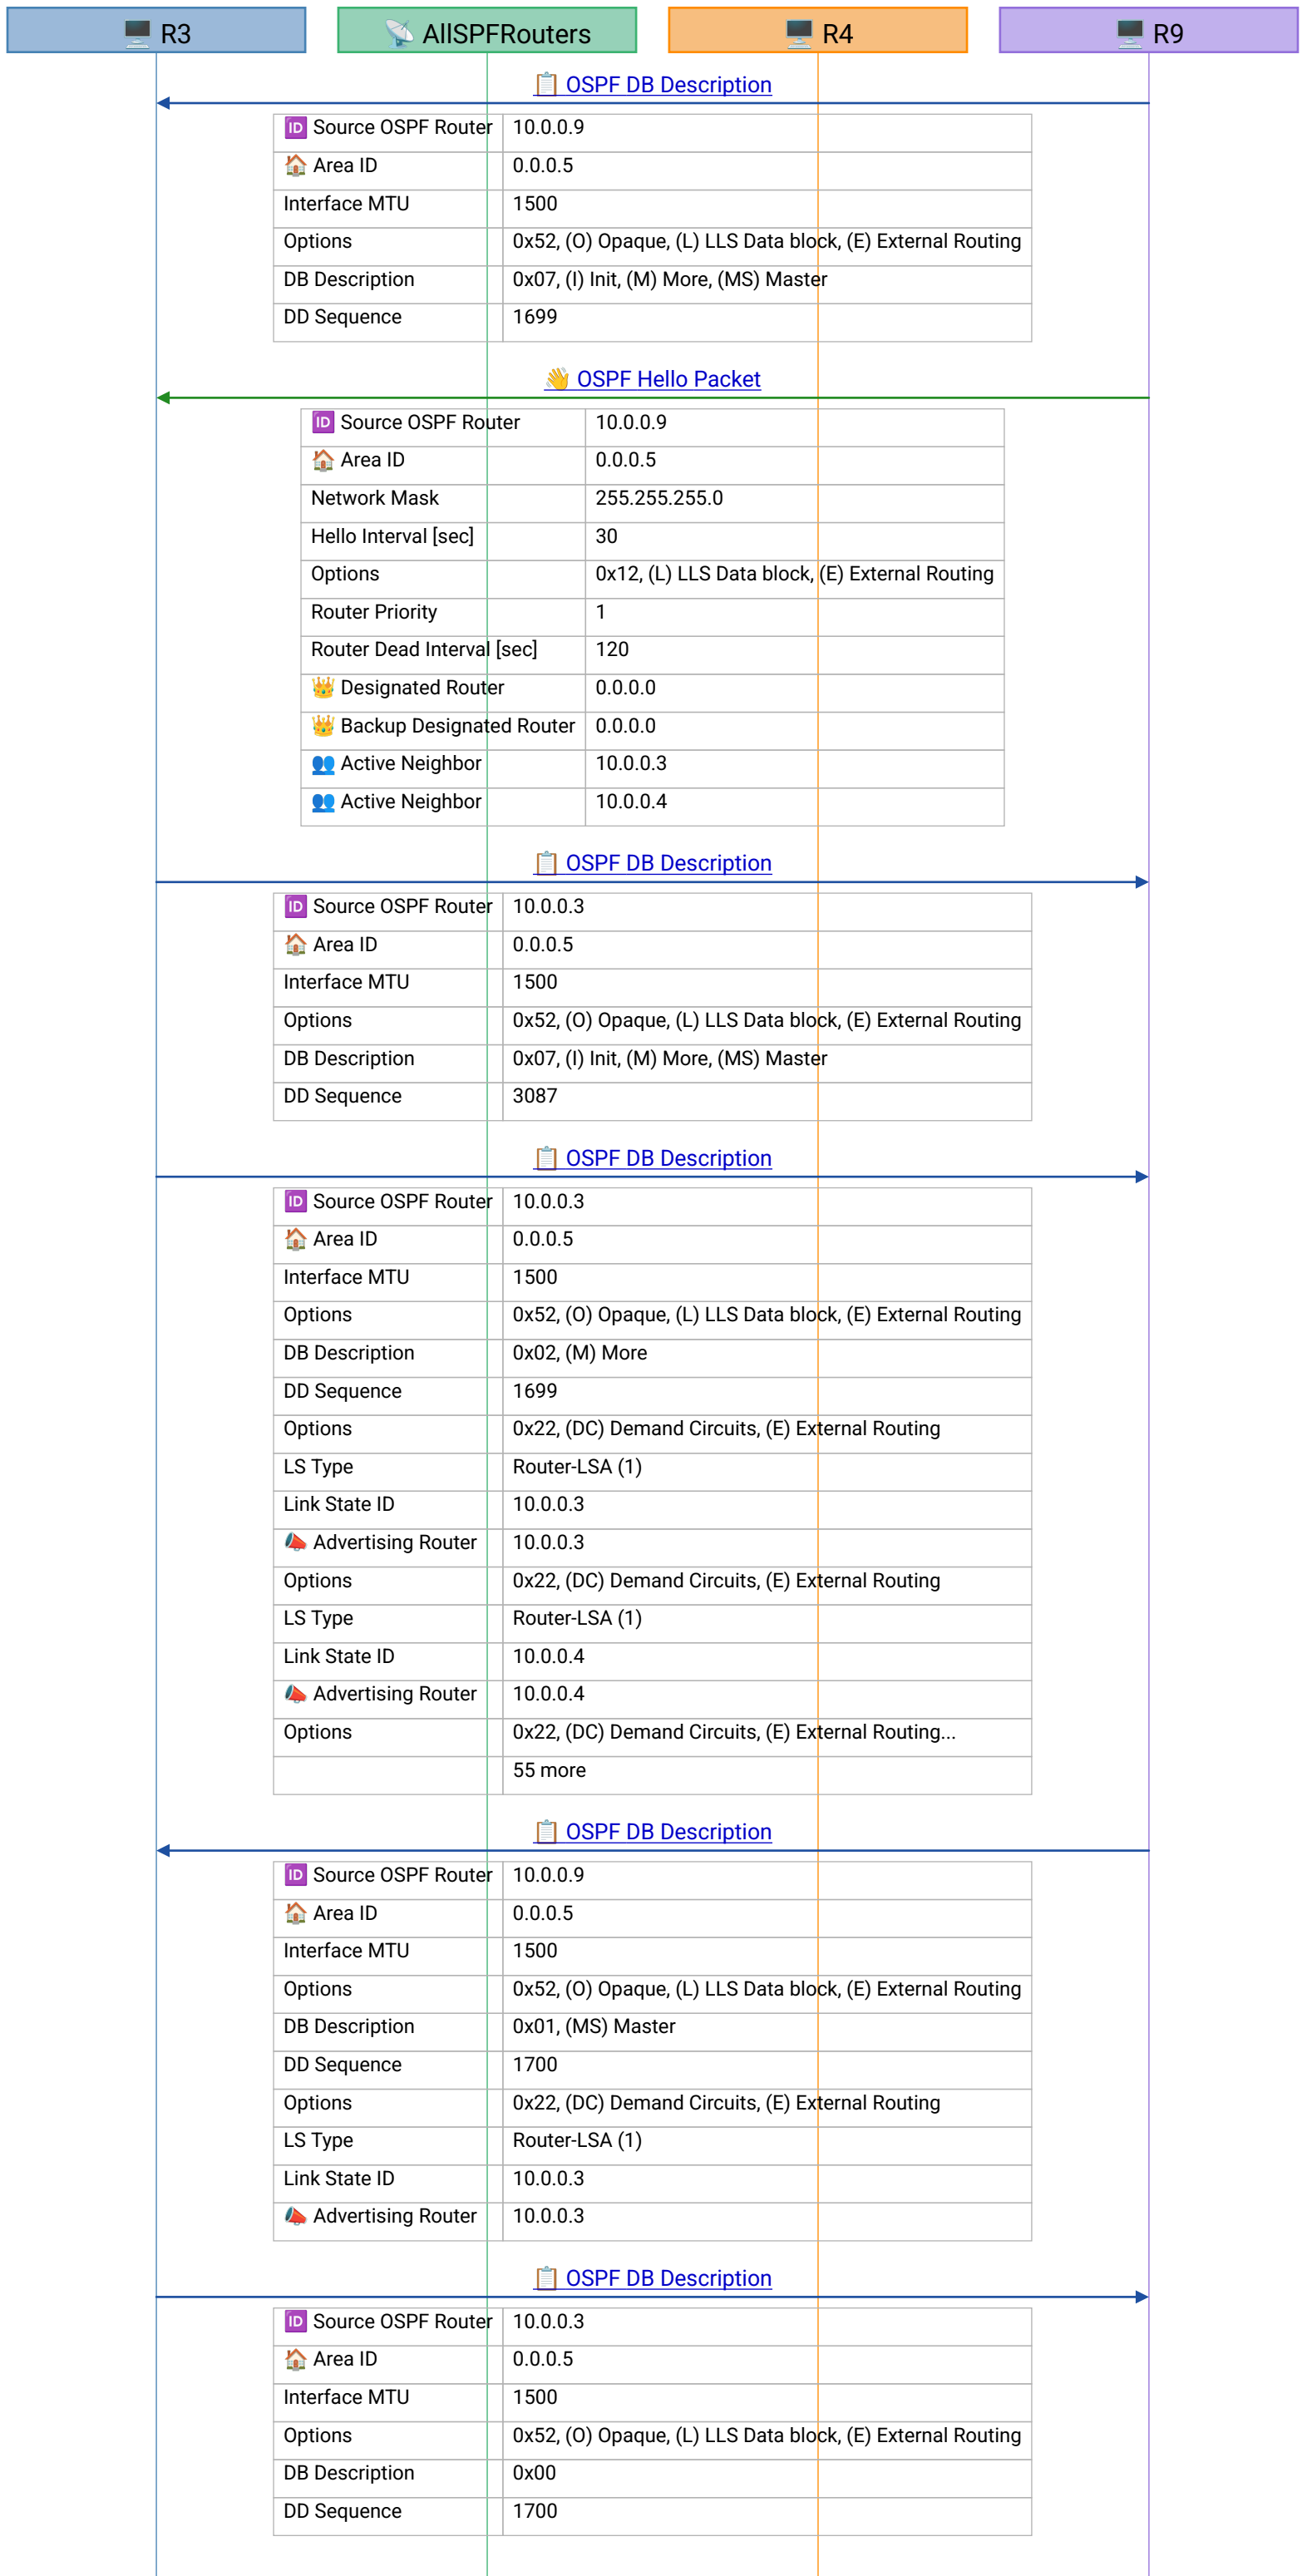 R3 AllSPFRouters R4 R9
OSPF DB Description
Source OSPF Router 10.0.0.9
Area ID 0.0.0.5
Interface MTU 1500
Options 0x52, (O) Opaque, (L) LLS Data block, (E) External Routing
DB Description 0x07, (I) Init, (M) More, (MS) Master
DD Sequence 1699
OSPF Hello Packet
Source OSPF Router 10.0.0.9
Area ID 0.0.0.5
Network Mask 255.255.255.0
Hello Interval [sec] 30
Options 0x12, (L) LLS Data block, (E) External Routing
Router Priority 1
Router Dead Interval [sec] 120
Designated Router 0.0.0.0
Backup Designated Router 0.0.0.0
Active Neighbor 10.0.0.3
Active Neighbor 10.0.0.4
OSPF DB Description
Source OSPF Router 10.0.0.3
Area ID 0.0.0.5
Interface MTU 1500
Options 0x52, (O) Opaque, (L) LLS Data block, (E) External Routing
DB Description 0x07, (I) Init, (M) More, (MS) Master
DD Sequence 3087
OSPF DB Description
Source OSPF Router 10.0.0.3
Area ID 0.0.0.5
Interface MTU 1500
Options 0x52, (O) Opaque, (L) LLS Data block, (E) External Routing
DB Description 0x02, (M) More
DD Sequence 1699
Options 0x22, (DC) Demand Circuits, (E) External Routing
LS Type Router-LSA (1)
Link State ID 10.0.0.3
Advertising Router 10.0.0.3
Options 0x22, (DC) Demand Circuits, (E) External Routing
LS Type Router-LSA (1)
Link State ID 10.0.0.4
Advertising Router 10.0.0.4
Options 0x22, (DC) Demand Circuits, (E) External Routing...
55 more
OSPF DB Description
Source OSPF Router 10.0.0.9
Area ID 0.0.0.5
Interface MTU 1500
Options 0x52, (O) Opaque, (L) LLS Data block, (E) External Routing
DB Description 0x01, (MS) Master
DD Sequence 1700
Options 0x22, (DC) Demand Circuits, (E) External Routing
LS Type Router-LSA (1)
Link State ID 10.0.0.3
Advertising Router 10.0.0.3
OSPF DB Description
Source OSPF Router 10.0.0.3
Area ID 0.0.0.5
Interface MTU 1500
Options 0x52, (O) Opaque, (L) LLS Data block, (E) External Routing
DB Description 0x00
DD Sequence 1700